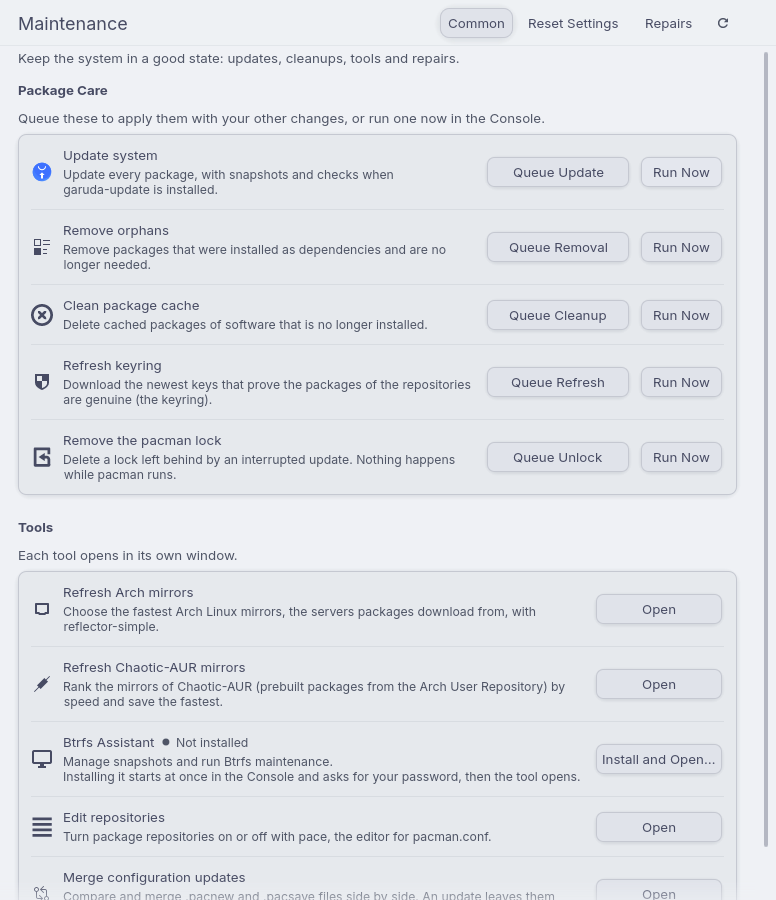 Maintenance
Common
Reset Settings
Repairs
Keep the system in a good state: updates, cleanups, tools and repairs.
Package Care
Queue these to apply them with your other changes, or run one now in the Console.
Update system
Update every package, with snapshots and checks when
garuda-update is installed.
Queue Update
Run Now
Remove orphans
Remove packages that were installed as dependencies and are no
longer needed.
Queue Removal
Run Now
Clean package cache
Delete cached packages of software that is no longer installed.
Queue Cleanup
Run Now
Refresh keyring
Download the newest keys that prove the packages of the repositories
are genuine (the keyring).
Queue Refresh
Run Now
Remove the pacman lock
Delete a lock left behind by an interrupted update. Nothing happens
while pacman runs.
Queue Unlock
Run Now
Tools
Each tool opens in its own window.
Refresh Arch mirrors
Choose the fastest Arch Linux mirrors, the servers packages download from, with
reflector-simple.
Open
Refresh Chaotic-AUR mirrors
Rank the mirrors of Chaotic-AUR (prebuilt packages from the Arch User Repository) by
speed and save the fastest.
Open
Btrfs Assistant ● Not installed
Manage snapshots and run Btrfs maintenance.
Installing it starts at once in the Console and asks for your password, then the tool opens.
Install and Open...
Edit repositories
Turn package repositories on or off with pace, the editor for pacman.conf.
Open
Merge configuration updates
Compare and merge .pacnew and .pacsave files side by side. An update leaves them
Open